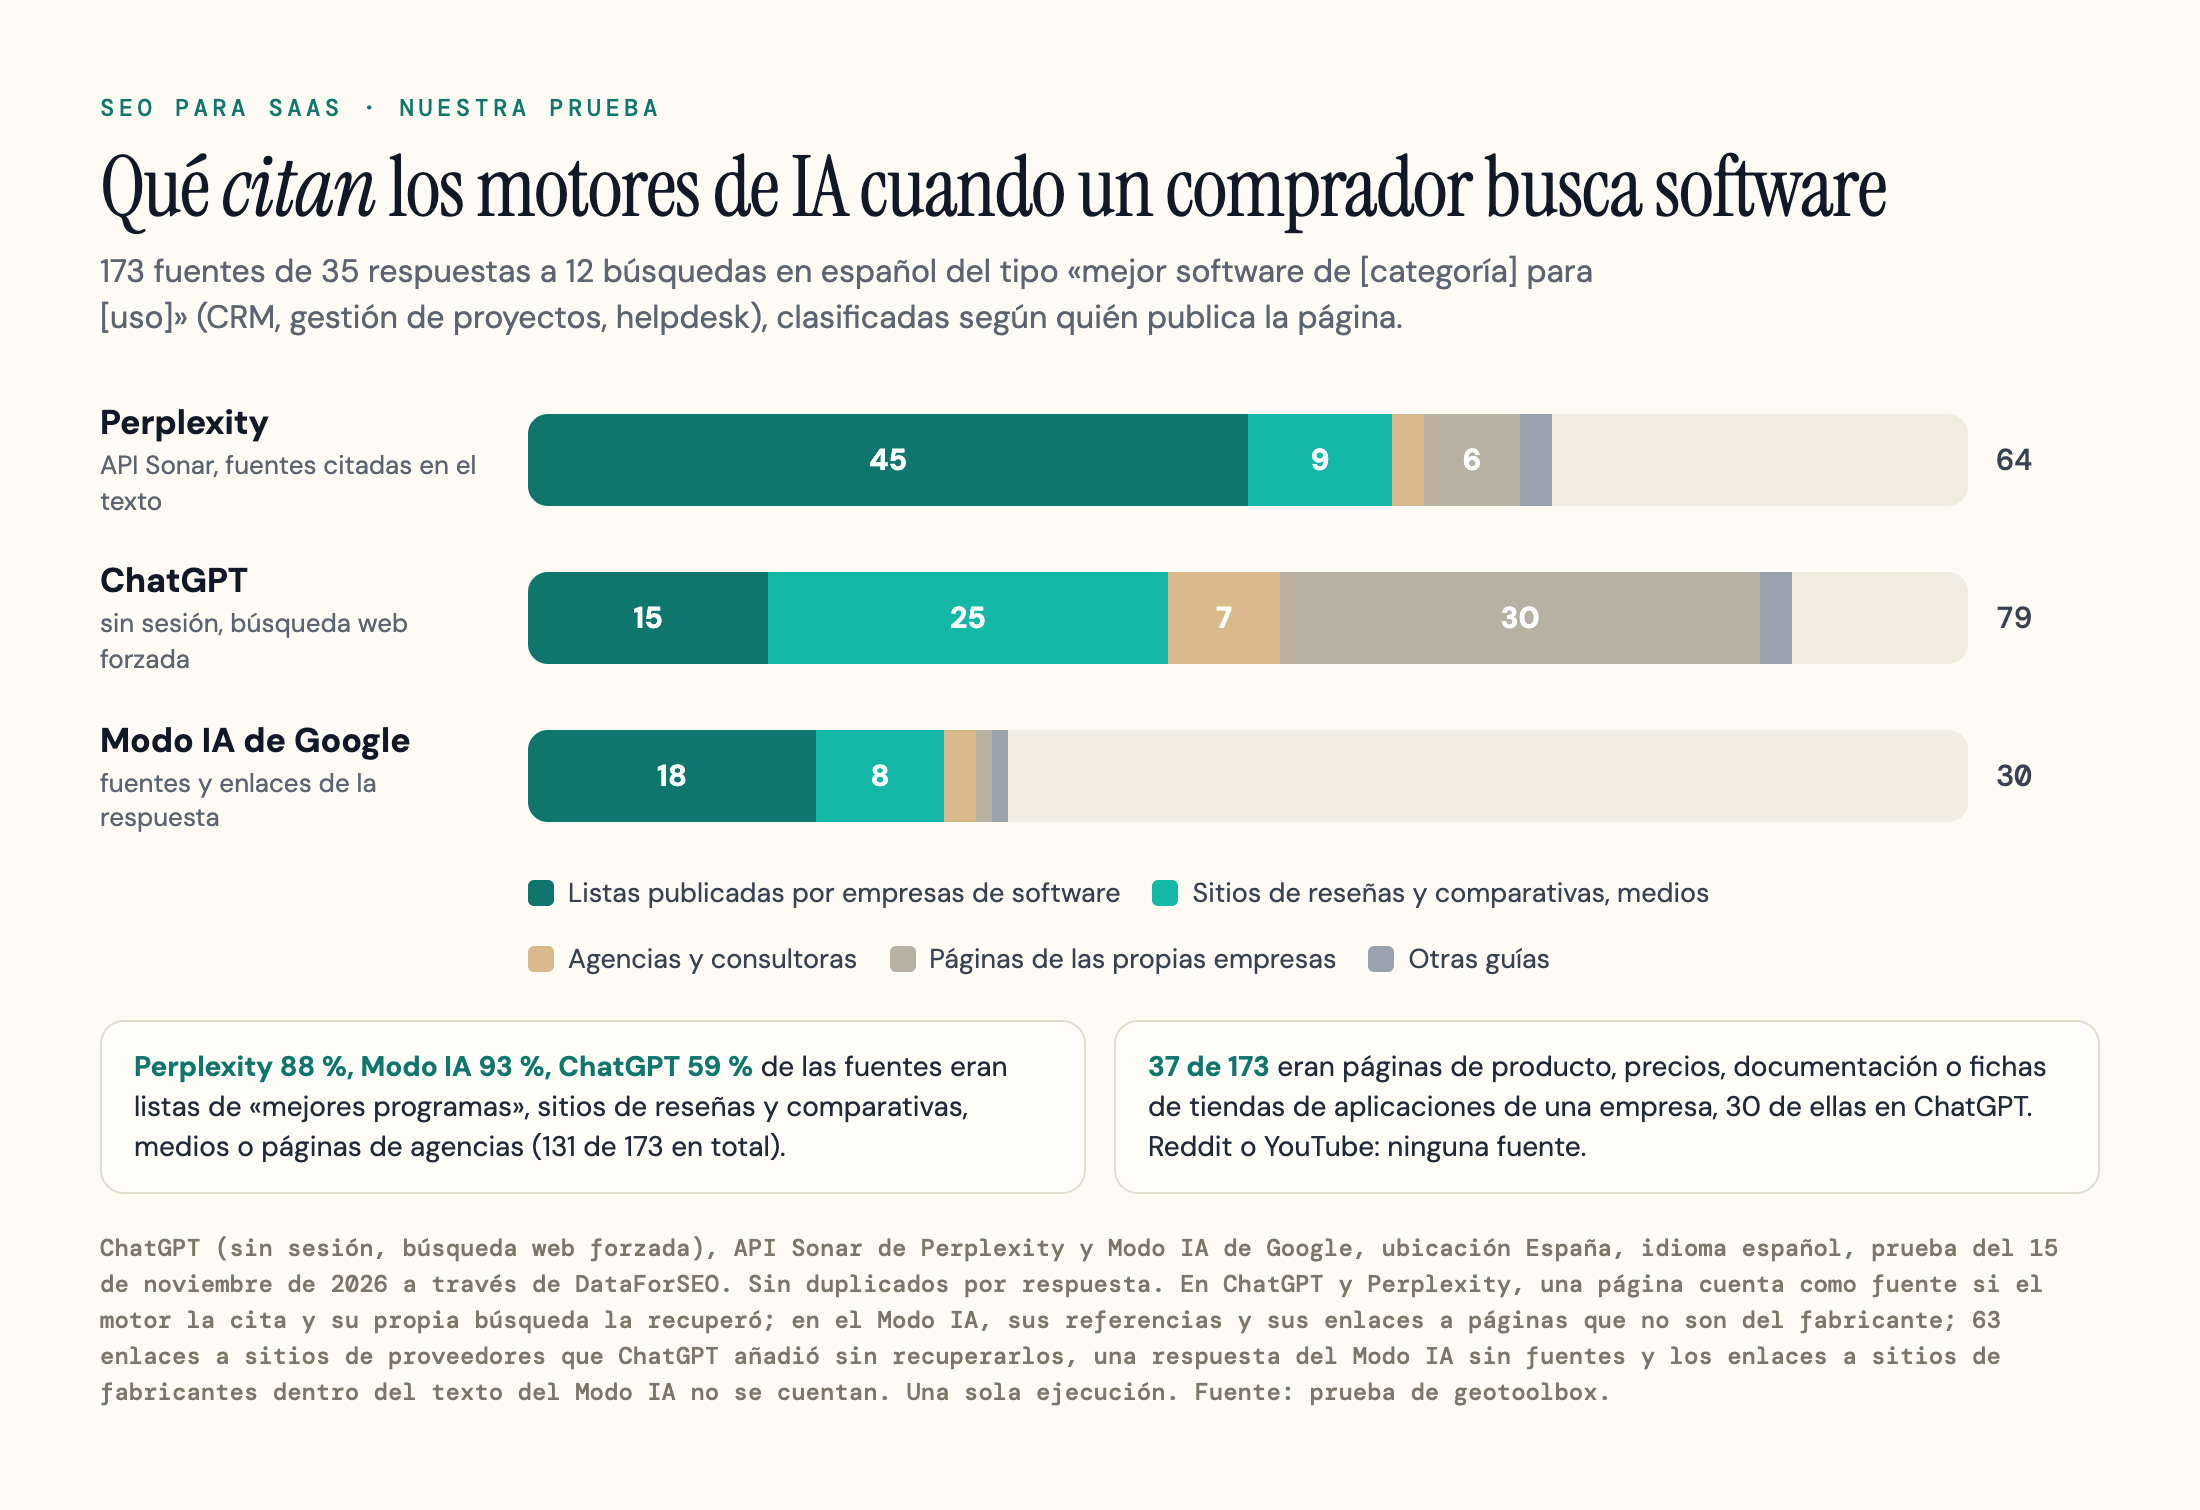 SEO PARA SAAS · NUESTRA PRUEBA
Qué citan los motores de IA cuando un comprador busca software
173 fuentes de 35 respuestas a 12 búsquedas en español del tipo «mejor software de [categoría] para
[uso]» (CRM, gestión de proyectos, helpdesk), clasificadas según quién publica la página.
Perplexity
API Sonar, fuentes citadas en el
texto
45 9 6 64
ChatGPT
sin sesión, búsqueda web
forzada
15 25 7 30 79
Modo IA de Google
fuentes y enlaces de la
respuesta
18 8 30
Listas publicadas por empresas de software Sitios de reseñas y comparativas, medios
Agencias y consultoras Páginas de las propias empresas Otras guías
Perplexity 88 %, Modo IA 93 %, ChatGPT 59 % de las fuentes eran
listas de «mejores programas», sitios de reseñas y comparativas,
medios o páginas de agencias (131 de 173 en total).
37 de 173 eran páginas de producto, precios, documentación o fichas
de tiendas de aplicaciones de una empresa, 30 de ellas en ChatGPT.
Reddit o YouTube: ninguna fuente.
ChatGPT (sin sesión, búsqueda web forzada), API Sonar de Perplexity y Modo IA de Google, ubicación España, idioma español, prueba del 15
de noviembre de 2026 a través de DataForSEO. Sin duplicados por respuesta. En ChatGPT y Perplexity, una página cuenta como fuente si el
motor la cita y su propia búsqueda la recuperó; en el Modo IA, sus referencias y sus enlaces a páginas que no son del fabricante; 63
enlaces a sitios de proveedores que ChatGPT añadió sin recuperarlos, una respuesta del Modo IA sin fuentes y los enlaces a sitios de
fabricantes dentro del texto del Modo IA no se cuentan. Una sola ejecución. Fuente: prueba de geotoolbox.